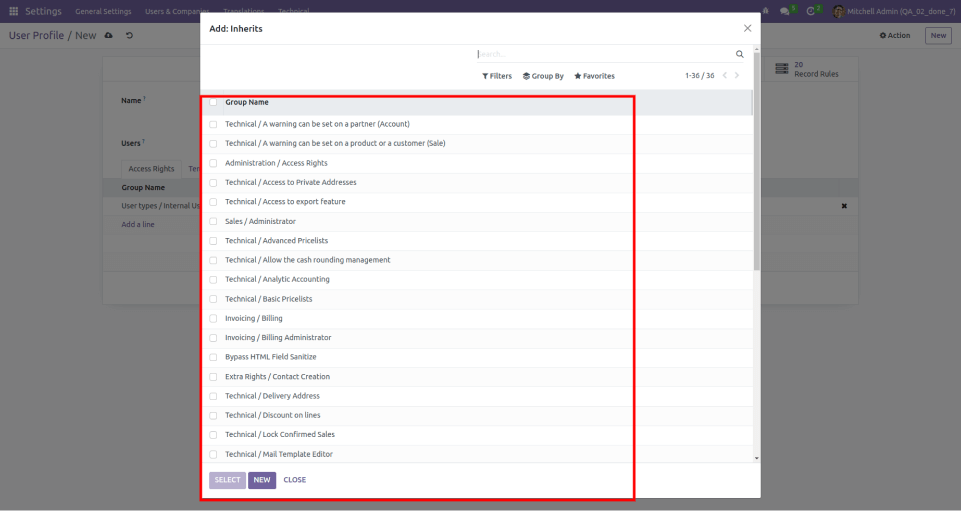 Settings General Settings Users & Companies Translations Technical 5 2 Mitchell Admin (QA_02_done_7)
User Profile / New Action New
Add: Inherits
Search...
Filters Group By Favorites 1-36 / 36
20
Record Rules
Name ?
Users ?
Access Rights
Group Name
User types / Internal Us
Add a line
Group Name
Technical / A warning can be set on a partner (Account)
Technical / A warning can be set on a product or a customer (Sale)
Administration / Access Rights
Technical / Access to Private Addresses
Technical / Access to export feature
Sales / Administrator
Technical / Advanced Pricelists
Technical / Allow the cash rounding management
Technical / Analytic Accounting
Technical / Basic Pricelists
Invoicing / Billing
Invoicing / Billing Administrator
Bypass HTML Field Sanitize
Extra Rights / Contact Creation
Technical / Delivery Address
Technical / Discount on lines
Technical / Lock Confirmed Sales
Technical / Mail Template Editor
SELECT NEW CLOSE